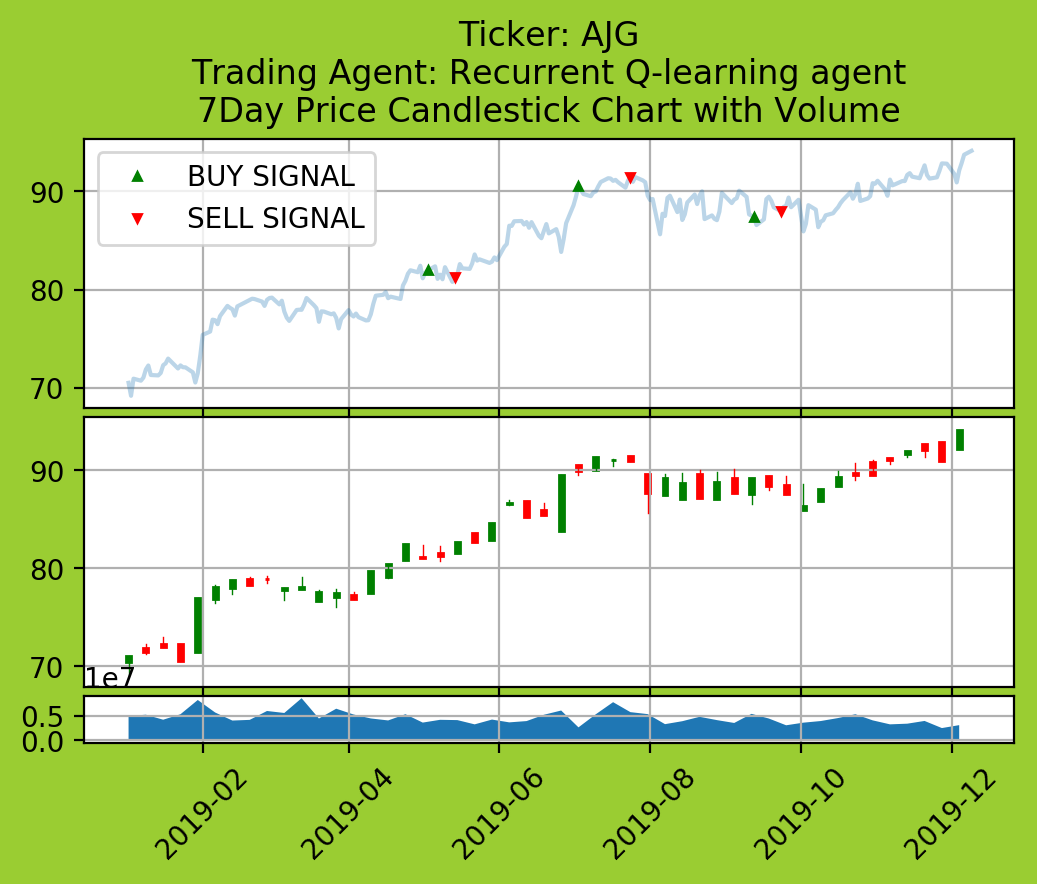 Ticker: AJG
Trading Agent: Recurrent Q-learning agent
7Day Price Candlestick Chart with Volume
BUY SIGNAL
SELL SIGNAL
90
80
70
90
80
70
1e7
0.5
0.0
2019-02
2019-04
2019-06
2019-08
2019-10
2019-12